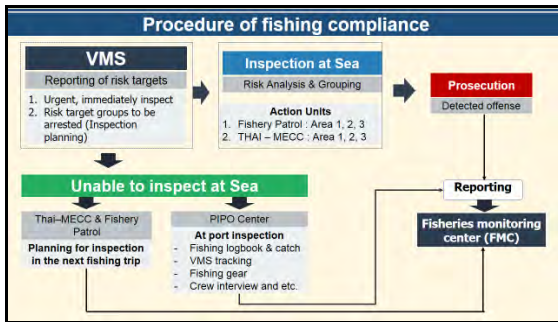 Procedure of fishing compliance
VMS
Reporting of risk targets
1. Urgent, immediately inspect
2. Risk target groups to be
arrested (Inspection
planning)
Inspection at Sea
Risk Analysis & Grouping
Action Units
1. Fishery Patrol : Area 1, 2, 3
2. THAI – MECC : Area 1, 2, 3
Prosecution
Detected offense
Unable to inspect at Sea
Thai–MECC & Fishery
Patrol
Planning for inspection
in the next fishing trip
PIPO Center
At port inspection
- Fishing logbook & catch
- VMS tracking
- Fishing gear
- Crew interview and etc.
Reporting
Fisheries monitoring
center (FMC)